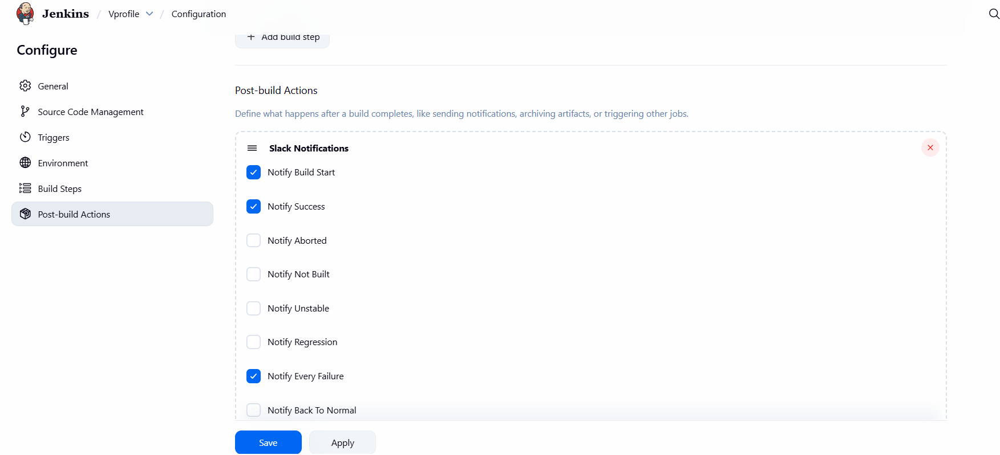 Jenkins / Vprofile / Configuration
Add build step
Configure
General
Source Code Management
Triggers
Environment
Build Steps
Post-build Actions
Post-build Actions
Define what happens after a build completes, like sending notifications, archiving artifacts, or triggering other jobs.
Slack Notifications
Notify Build Start
Notify Success
Notify Aborted
Notify Not Built
Notify Unstable
Notify Regression
Notify Every Failure
Notify Back To Normal
Save
Apply